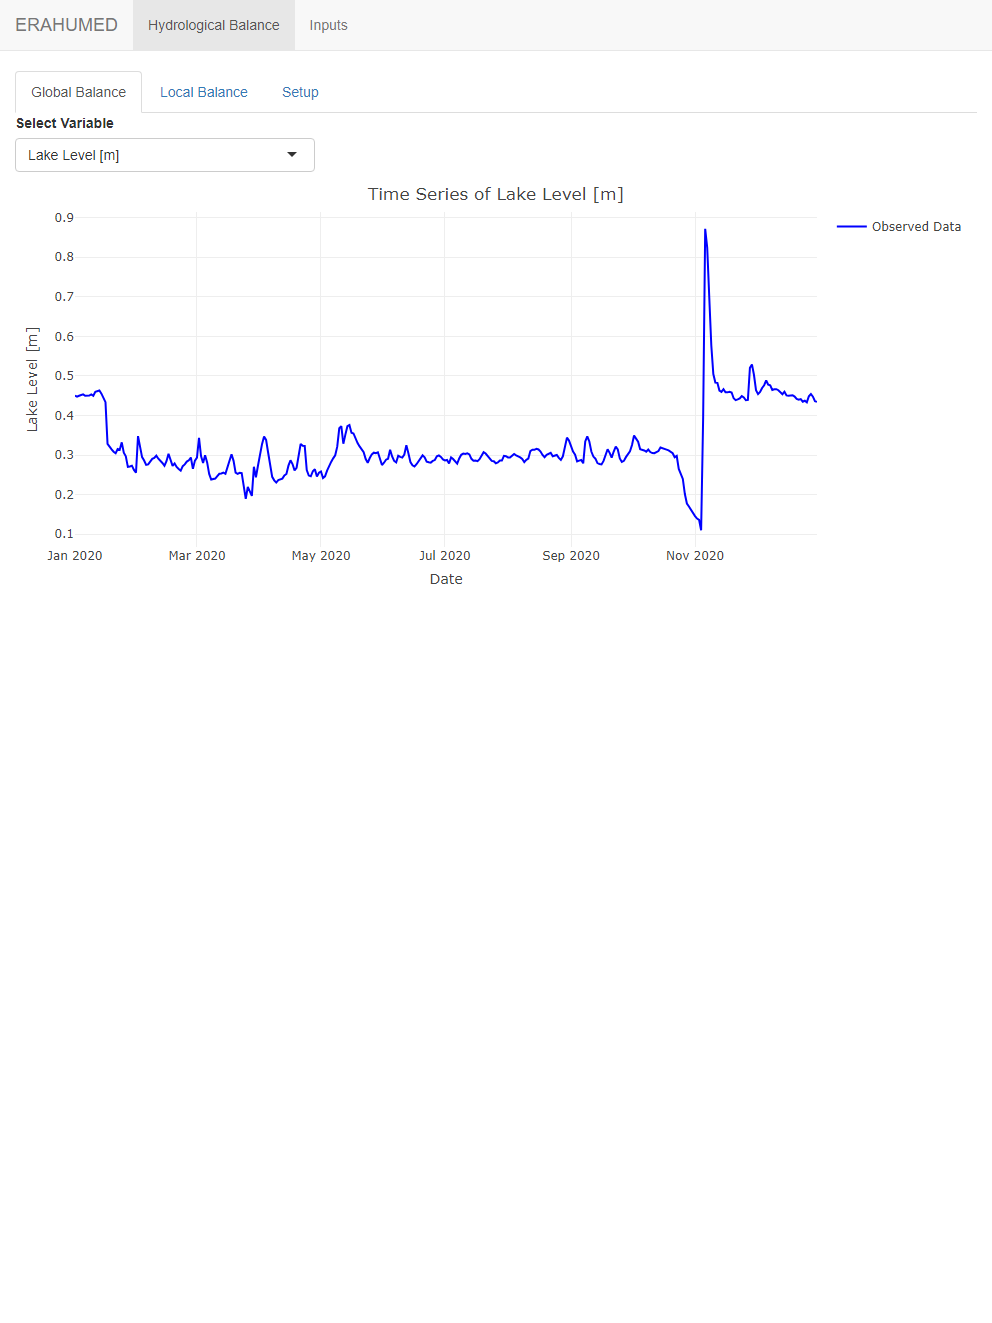 ERAHUMED Hydrological Balance Inputs
Global Balance Local Balance Setup
Select Variable
Lake Level [m]
Time Series of Lake Level [m]
Observed Data
Lake Level [m]
0.9
0.8
0.7
0.6
0.5
0.4
0.3
0.2
0.1
Jan 2020 Mar 2020 May 2020 Jul 2020 Sep 2020 Nov 2020
Date